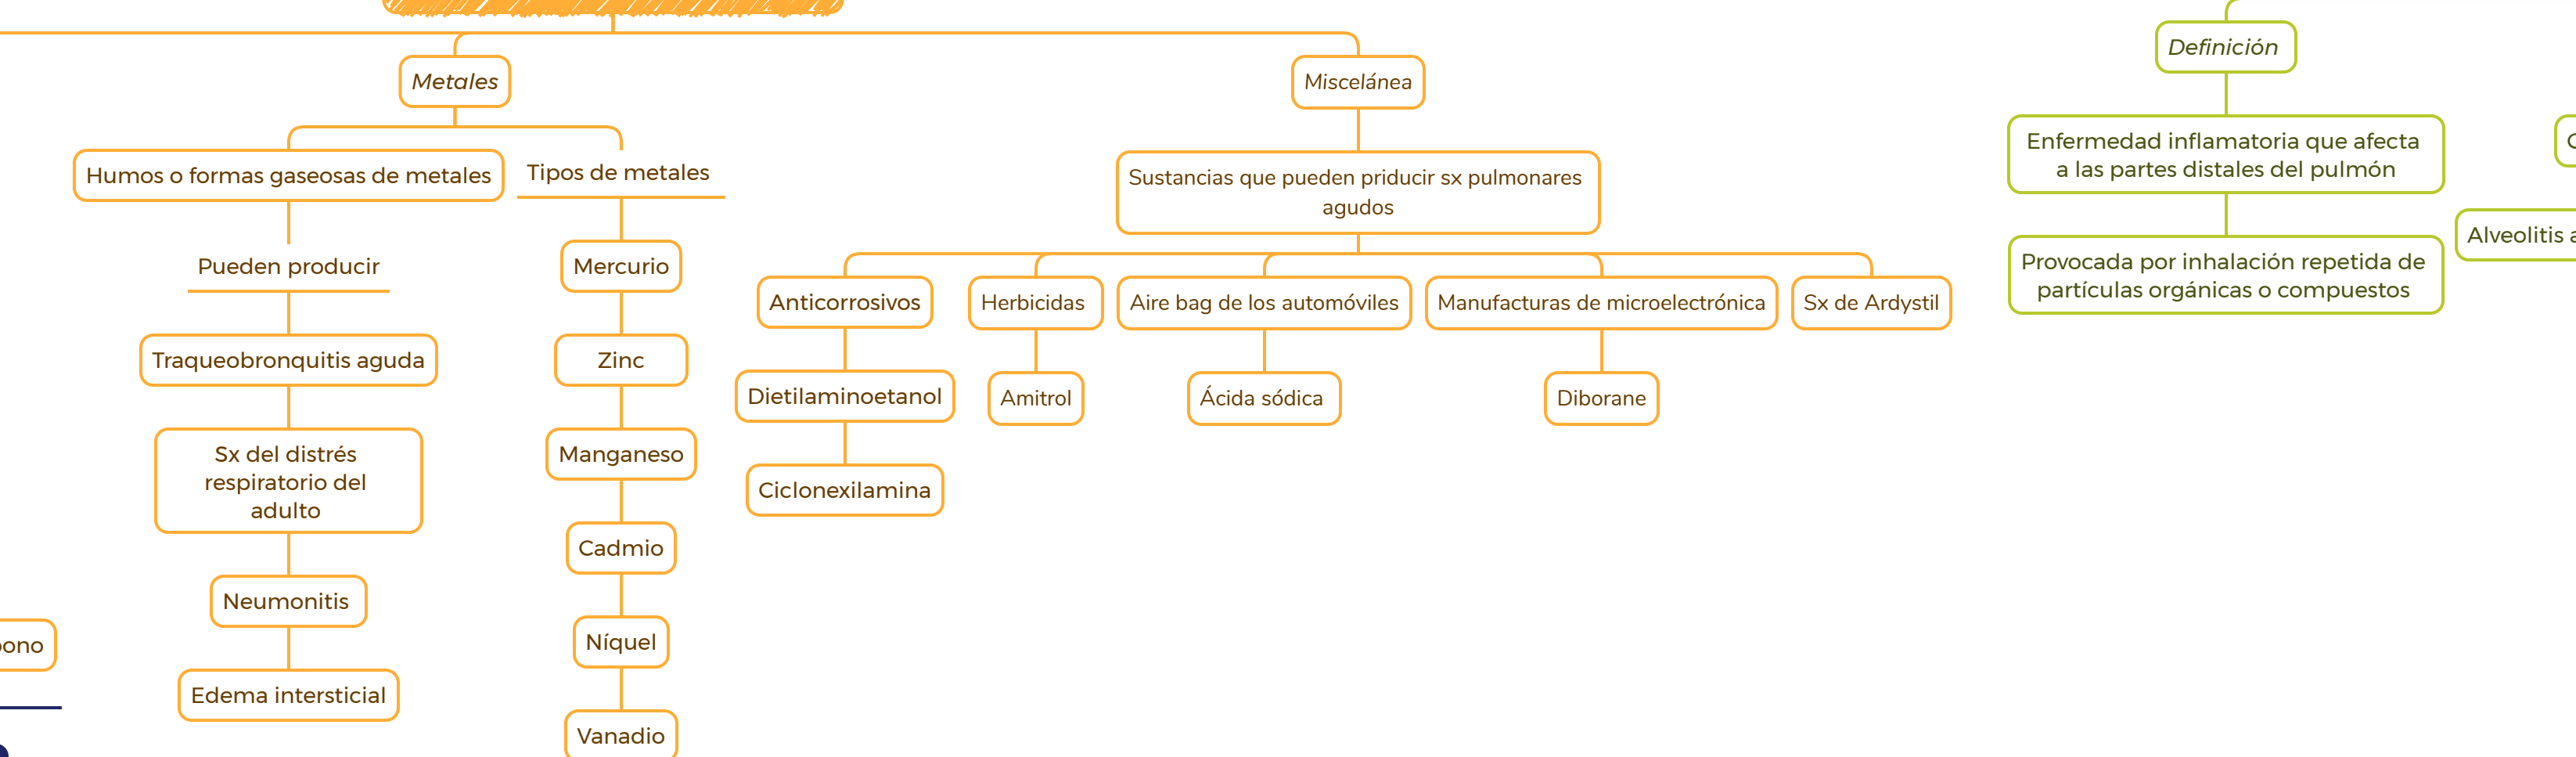 Metales
Humos o formas gaseosas de metales
Pueden producir
Traqueobronquitis aguda
Sx del distrés
respiratorio del
adulto
Neumonitis
Edema intersticial
Tipos de metales
Mercurio
Zinc
Manganeso
Cadmio
Níquel
Vanadio
Miscelánea
Sustancias que pueden priducir sx pulmonares
agudos
Anticorrosivos
Dietilaminoetanol
Ciclonexilamina
Herbicidas
Amitrol
Aire bag de los automóviles
Ácida sódica
Manufacturas de microelectrónica
Diborane
Sx de Ardystil
Definición
Enfermedad inflamatoria que afecta
a las partes distales del pulmón
Provocada por inhalación repetida de
partículas orgánicas o compuestos
Alveolitis